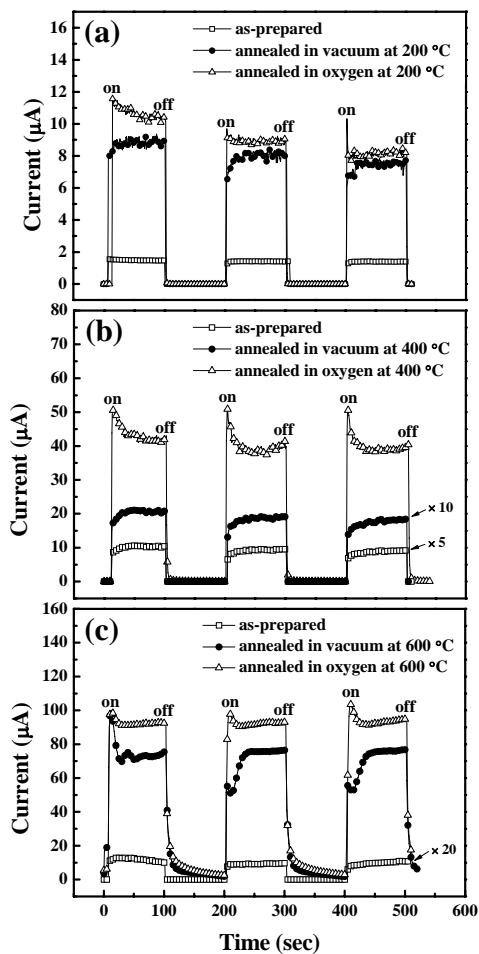 (a)
as-prepared
annealed in vacuum at 200 °C
annealed in oxygen at 200 °C
on off on off on off
16
14
12
10
8
6
4
2
0
Current (μA)
(b)
as-prepared
annealed in vacuum at 400 °C
annealed in oxygen at 400 °C
on off on off on off
× 10
× 5
80
70
60
50
40
30
20
10
0
Current (μA)
(c)
as-prepared
annealed in vacuum at 600 °C
annealed in oxygen at 600 °C
on off on off on off
× 20
160
140
120
100
80
60
40
20
0
Current (μA)
0 100 200 300 400 500 600
Time (sec)